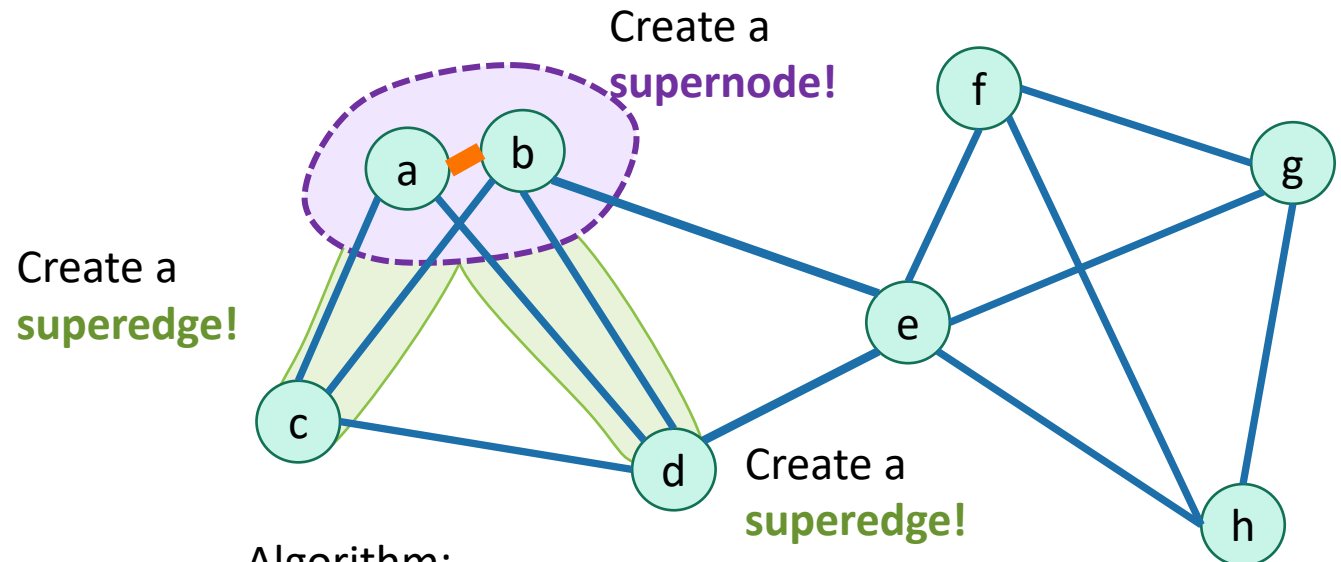 Create a
supernode!
f
b
a
g
Create a
superedge!
e
c
d
Create a
superedge!
h
Algorithm: